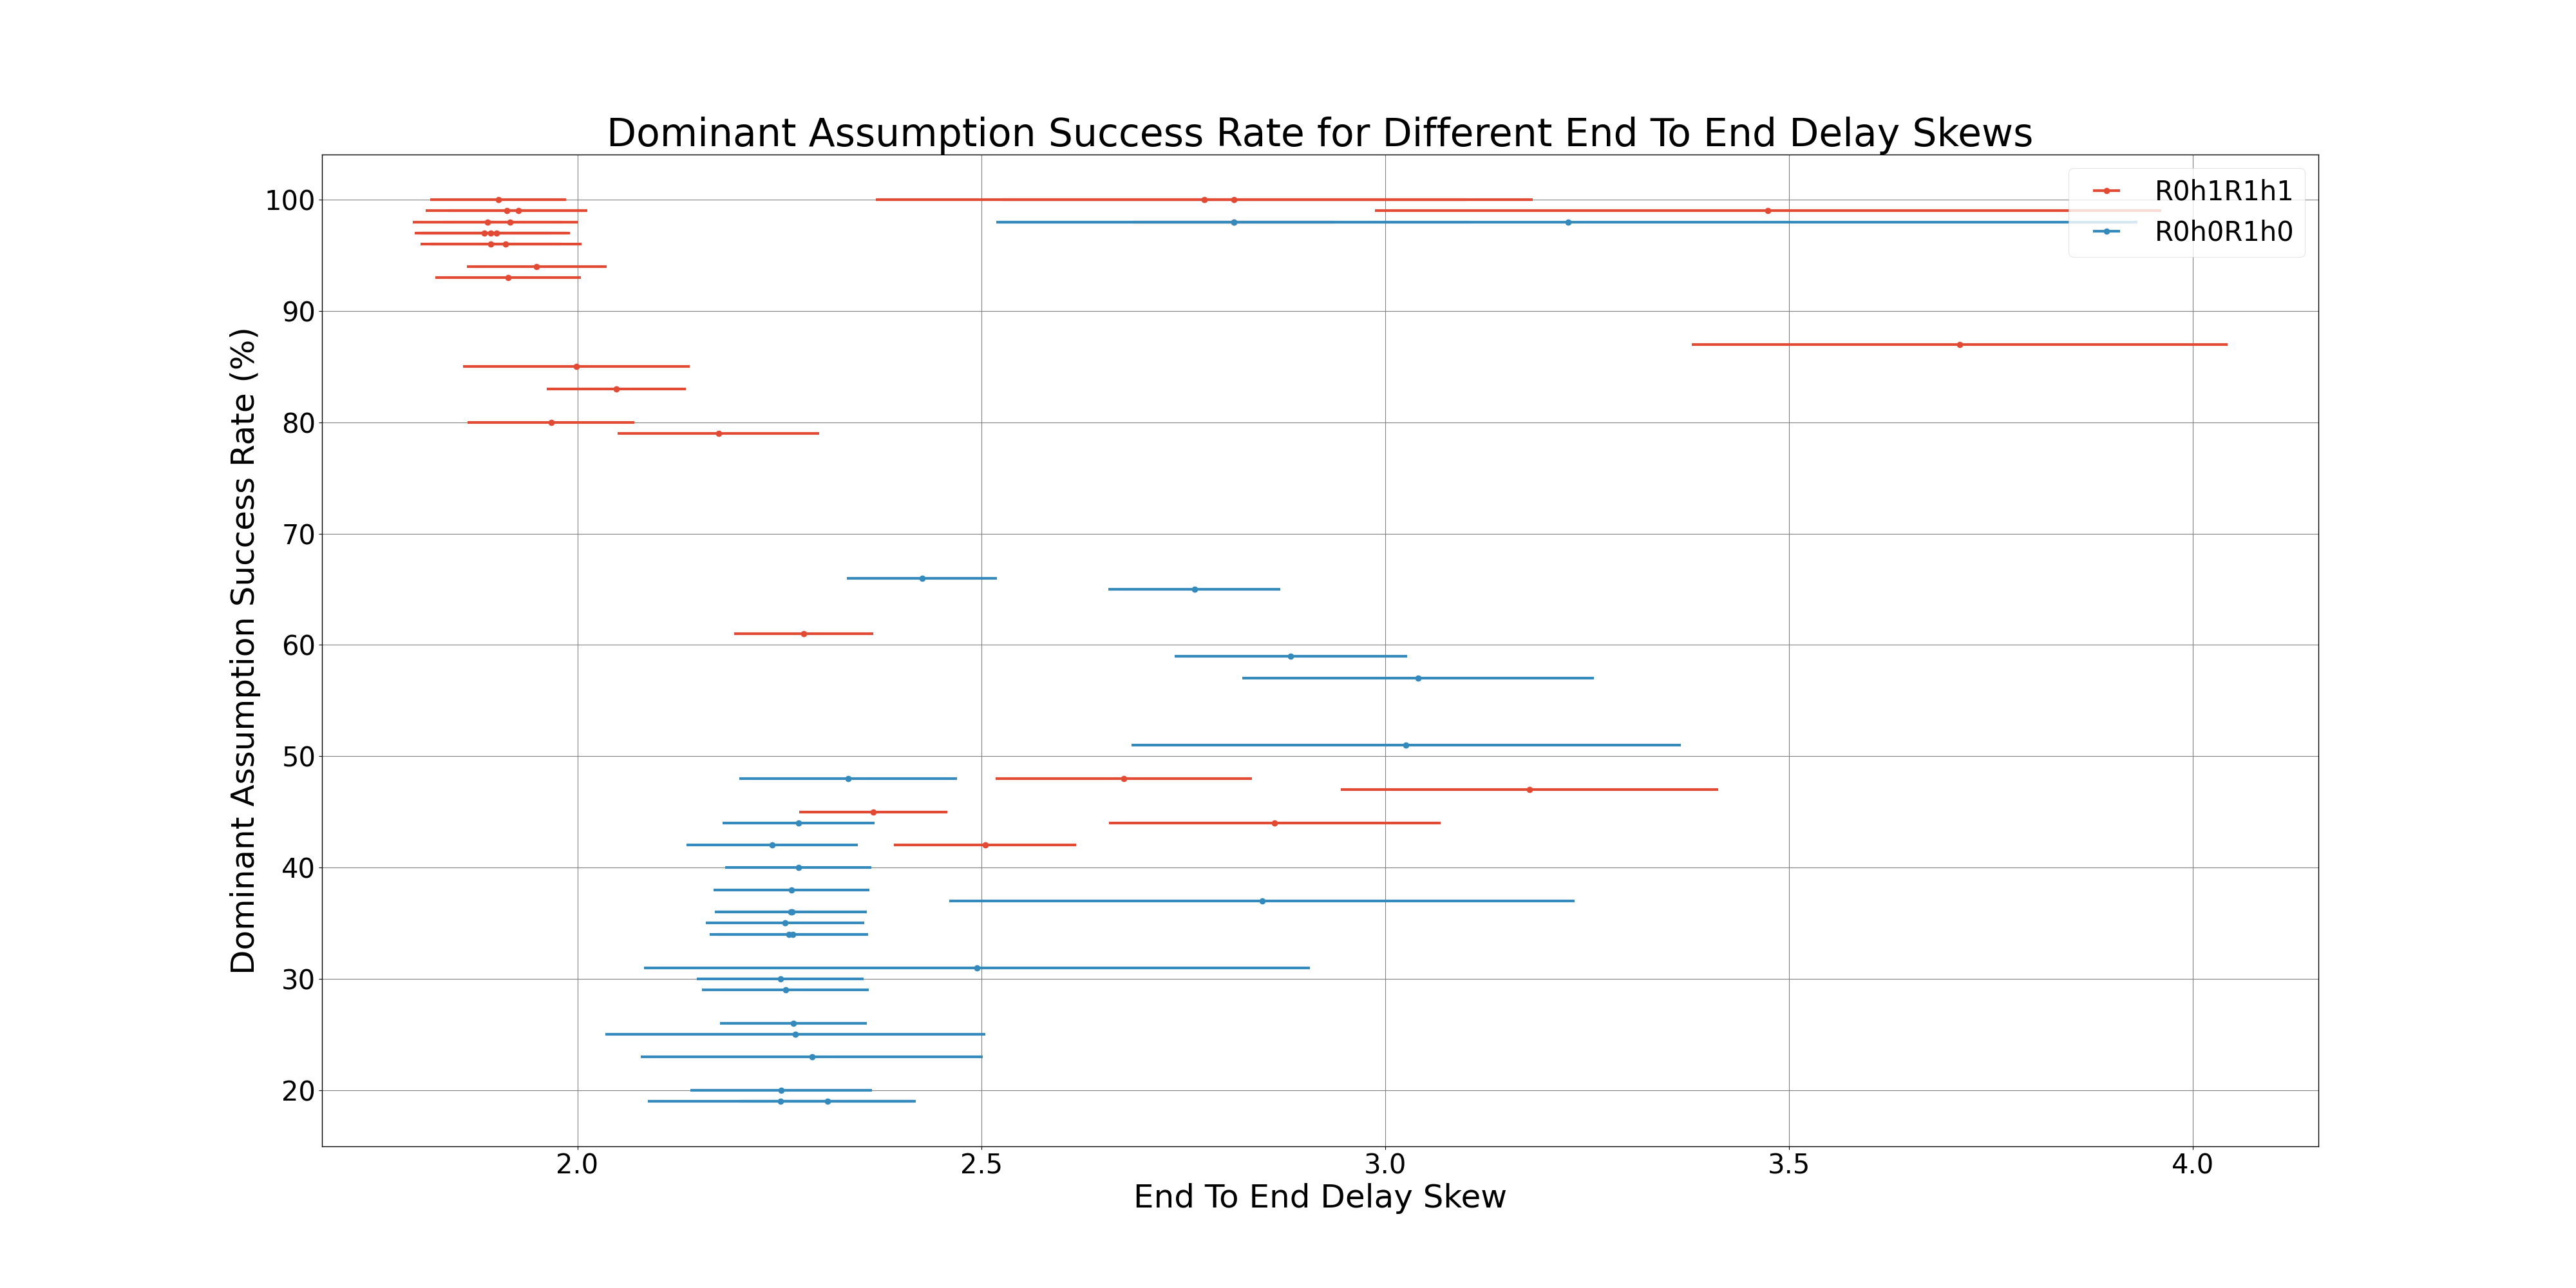 Dominant Assumption Success Rate for Different End To End Delay Skews
R0h1R1h1
R0h0R1h0
Dominant Assumption Success Rate (%)
100
90
80
70
60
50
40
30
20
2.0 2.5 3.0 3.5 4.0
End To End Delay Skew